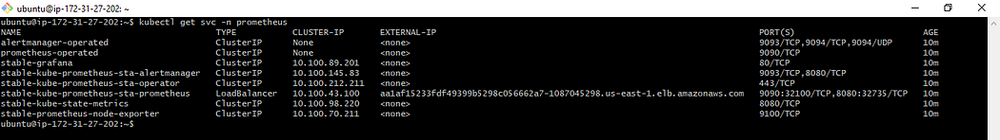 ubuntu@ip-172-31-27-202: ~
ubuntu@ip-172-31-27-202:~$ kubectl get svc -n prometheus
NAME TYPE CLUSTER-IP EXTERNAL-IP PORT(S) AGE
alertmanager-operated ClusterIP None <none> 9093/TCP,9094/TCP,9094/UDP 10m
prometheus-operated ClusterIP None <none> 9090/TCP 10m
stable-grafana ClusterIP 10.100.89.201 <none> 80/TCP 10m
stable-kube-prometheus-sta-alertmanager ClusterIP 10.100.145.83 <none> 9093/TCP,8080/TCP 10m
stable-kube-prometheus-sta-operator ClusterIP 10.100.212.211 <none> 443/TCP 10m
stable-kube-prometheus-sta-prometheus LoadBalancer 10.100.43.100 aa1af15233fdf49399b5298c056662a7-1087045298.us-east-1.elb.amazonaws.com 9090:32100/TCP,8080:32735/TCP 10m
stable-kube-state-metrics ClusterIP 10.100.98.220 <none> 8080/TCP 10m
stable-prometheus-node-exporter ClusterIP 10.100.70.211 <none> 9100/TCP 10m
ubuntu@ip-172-31-27-202:~$